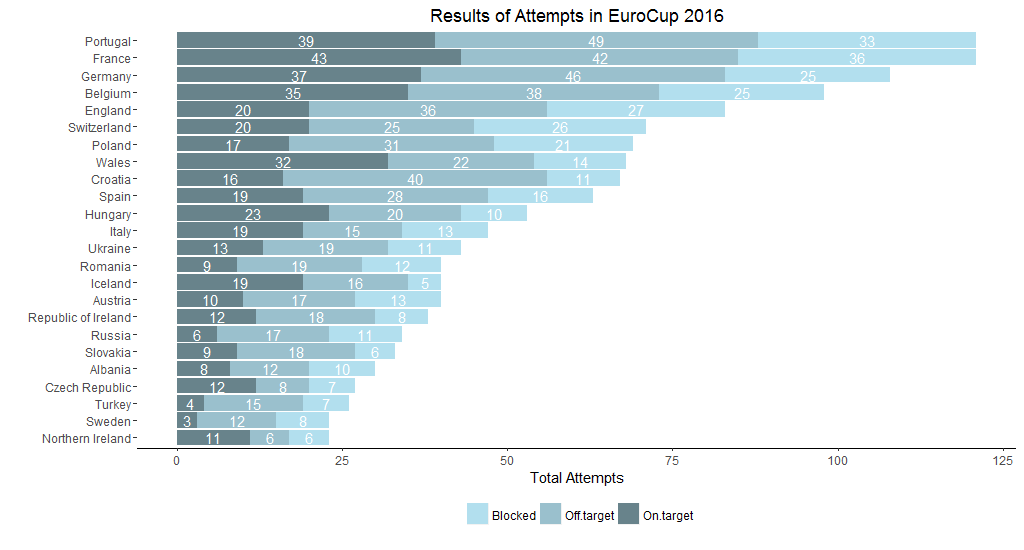 Results of Attempts in EuroCup 2016
Portugal 39 49 33
France 43 42 36
Germany 37 46 25
Belgium 35 38 25
England 20 36 27
Switzerland 20 25 26
Poland 17 31 21
Wales 32 22 14
Croatia 16 40 11
Spain 19 28 16
Hungary 23 20 10
Italy 19 15 13
Ukraine 13 19 11
Romania 9 19 12
Iceland 19 16 5
Austria 10 17 13
Republic of Ireland 12 18 8
Russia 6 17 11
Slovakia 9 18 6
Albania 8 12 10
Czech Republic 12 8 7
Turkey 4 15 7
Sweden 3 12 8
Northern Ireland 11 6 6
0 25 50 75 100 125
Total Attempts
Blocked Off.target On.target